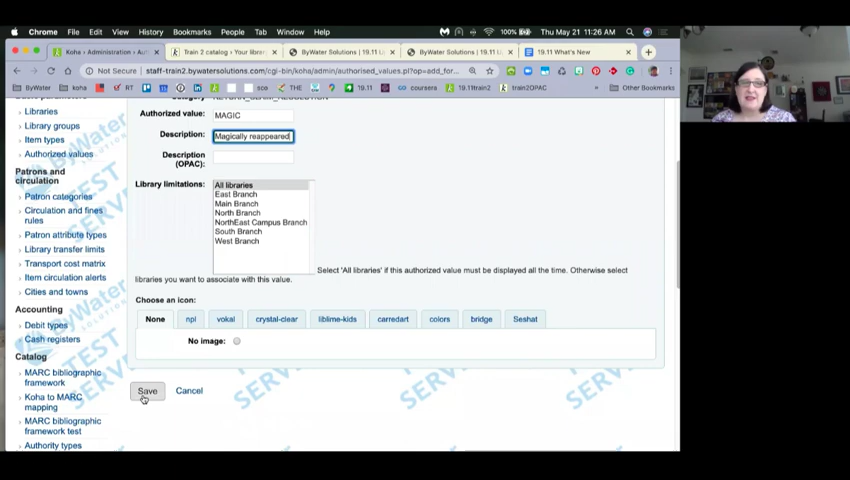 Chrome File Edit View History Bookmarks People Tab Window Help 100% Thu May 21 11:26 AM
Koha › Administration › Aut Train 2 catalog › Your librar ByWater Solutions | 19.11 L ByWater Solutions | 19.11 L 19.11 What's New
Not Secure staff-train2.bywatersolutions.com/cgi-bin/koha/admin/authorised_values.pl?op=add_for...
ByWater koha RT sco THE 19.11 coursera 19.11train2 train2OPAC Other Bookmarks
Libraries
Library groups
Item types
Authorized values
Patrons and
circulation
Patron categories
Circulation and fines
rules
Patron attribute types
Library transfer limits
Transport cost matrix
Item circulation alerts
Cities and towns
Accounting
Debit types
Cash registers
Catalog
MARC bibliographic
framework
Koha to MARC
mapping
MARC bibliographic
framework test
Authority types
Authorized value: MAGIC
Description: Magically reappeared
Description
(OPAC):
Library limitations: All libraries
East Branch
Main Branch
North Branch
NorthEast Campus Branch
South Branch
West Branch
Select 'All libraries' if this authorized value must be displayed all the time. Otherwise select
libraries you want to associate with this value.
Choose an icon:
None npl vokal crystal-clear liblime-kids carredart colors bridge Seshat
No image:
Save Cancel